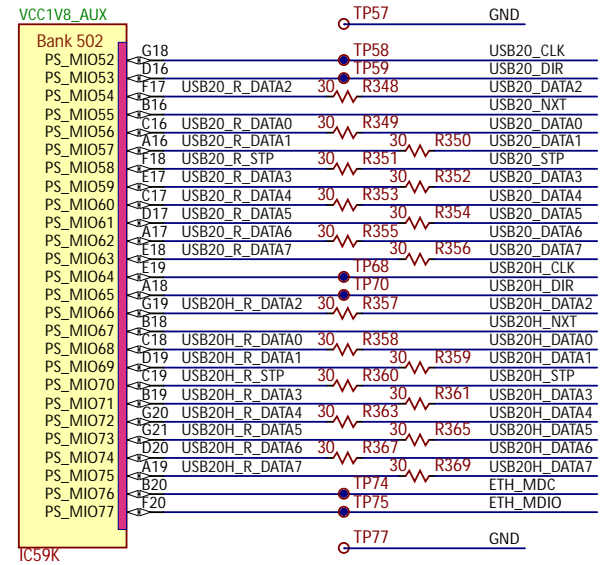 VCC1V8_AUX TP57 GND
Bank 502
PS_MIO52 G18 TP58 USB20_CLK
PS_MIO53 D16 TP59 USB20_DIR
PS_MIO54 F17 USB20_R_DATA2 30 R348 USB20_DATA2
PS_MIO55 B16 USB20_NXT
PS_MIO56 C16 USB20_R_DATA0 30 R349 USB20_DATA0
PS_MIO57 A16 USB20_R_DATA1 30 R350 USB20_DATA1
PS_MIO58 F18 USB20_R_STP 30 R351 USB20_STP
PS_MIO59 E17 USB20_R_DATA3 30 R352 USB20_DATA3
PS_MIO60 C17 USB20_R_DATA4 30 R353 USB20_DATA4
PS_MIO61 D17 USB20_R_DATA5 30 R354 USB20_DATA5
PS_MIO62 A17 USB20_R_DATA6 30 R355 USB20_DATA6
PS_MIO63 E18 USB20_R_DATA7 30 R356 USB20_DATA7
PS_MIO64 E19 TP68 USB20H_CLK
PS_MIO65 A18 TP70 USB20H_DIR
PS_MIO66 G19 USB20H_R_DATA2 30 R357 USB20H_DATA2
PS_MIO67 B18 USB20H_NXT
PS_MIO68 C18 USB20H_R_DATA0 30 R358 USB20H_DATA0
PS_MIO69 D19 USB20H_R_DATA1 30 R359 USB20H_DATA1
PS_MIO70 C19 USB20H_R_STP 30 R360 USB20H_STP
PS_MIO71 B19 USB20H_R_DATA3 30 R361 USB20H_DATA3
PS_MIO72 G20 USB20H_R_DATA4 30 R363 USB20H_DATA4
PS_MIO73 G21 USB20H_R_DATA5 30 R365 USB20H_DATA5
PS_MIO74 D20 USB20H_R_DATA6 30 R367 USB20H_DATA6
PS_MIO75 A19 USB20H_R_DATA7 30 R369 USB20H_DATA7
PS_MIO76 B20 TP74 ETH_MDC
PS_MIO77 F20 TP75 ETH_MDIO
TP77 GND
IC59K